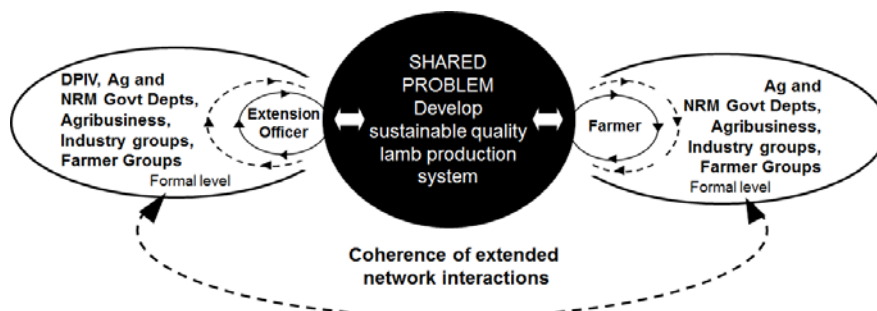 DPIV, Ag and
NRM Govt Depts,
Agribusiness,
Industry groups,
Farmer Groups
Formal level
Extension
Officer
SHARED
PROBLEM
Develop
sustainable quality
lamb production
system
Farmer
Ag and
NRM Govt Depts,
Agribusiness,
Industry groups,
Farmer Groups
Formal level
Coherence of extended
network interactions